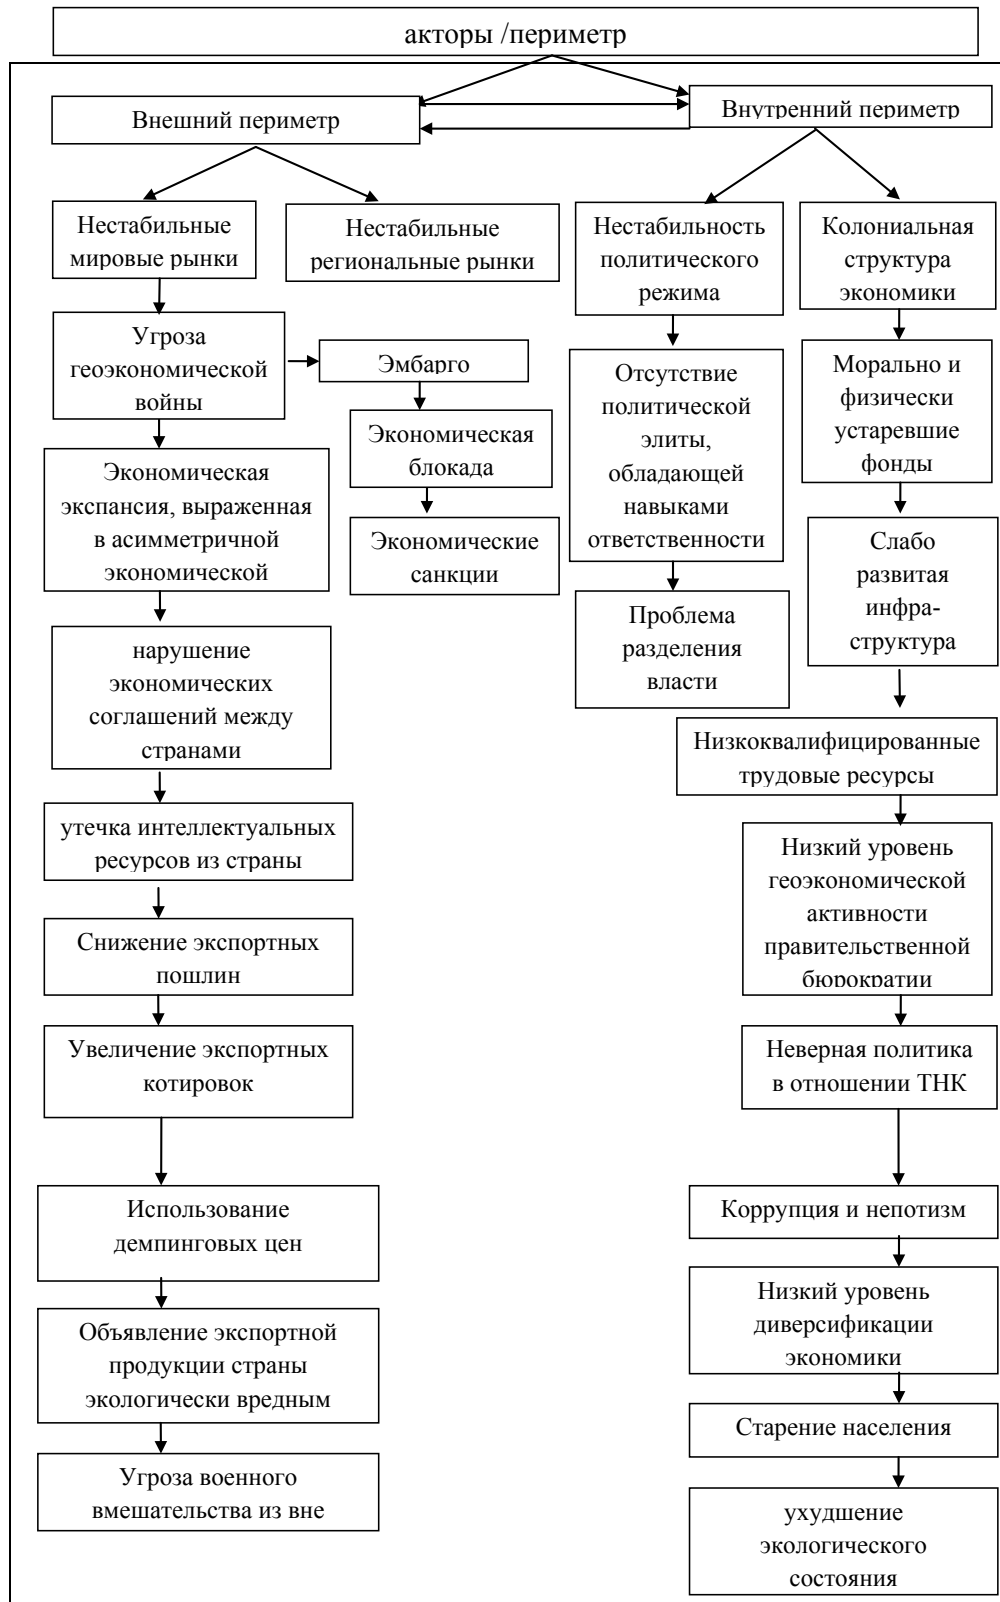 акторы /периметр
Внешний периметр
Внутренний периметр
Нестабильные
мировые рынки
Нестабильные
региональные рынки
Нестабильность
политического
режима
Колониальная
структура
экономики
Угроза
геоэкономической
войны
Эмбарго
Экономическая
блокада
Экономические
санкции
Отсутствие
политической
элиты,
обладающей
навыками
ответственности
Морально и
физически
устаревшие
фонды
Экономическая
экспансия, выраженная
в асимметричной
экономической
Слабо
развитая
инфра-
структура
Проблема
разделения
власти
нарушение
экономических
соглашений между
странами
Низкоквалифицированные
трудовые ресурсы
утечка интеллектуальных
ресурсов из страны
Низкий уровень
геоэкономической
активности
правительственной
бюрократии
Снижение экспортных
пошлин
Увеличение экспортных
котировок
Неверная политика
в отношении ТНК
Использование
демпинговых цен
Коррупция и непотизм
Объявление экспортной
продукции страны
экологически вредным
Низкий уровень
диверсификации
экономики
Угроза военного
вмешательства из вне
Старение населения
ухудшение
экологического
состояния